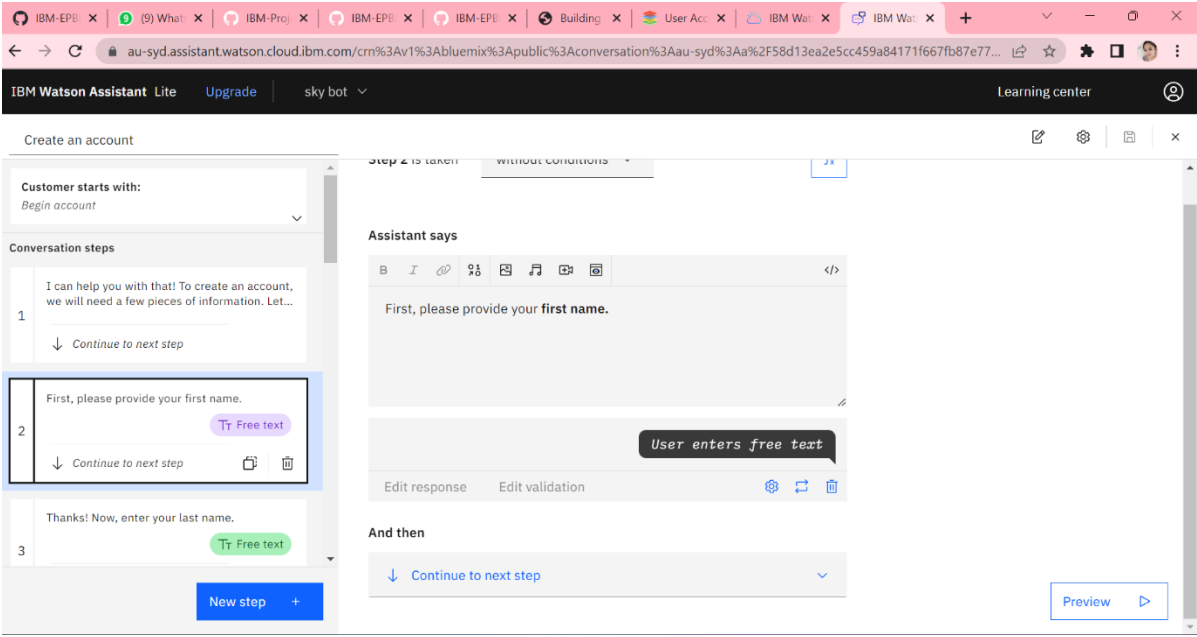 IBM-EPB
(9) What
IBM-Proj
IBM-EPB
IBM-EPB
Building
User Acc
IBM Wat
IBM Wat
au-syd.assistant.watson.cloud.ibm.com/crn%3Av1%3Abluemix%3Apublic%3Aconversation%3Aau-syd%3Aa%2F58d13ea2e5cc459a84171f667fb87e77...
IBM Watson Assistant Lite Upgrade sky bot Learning center
Create an account
Step 2 is taken without conditions
Customer starts with:
Begin account
Conversation steps
1
I can help you with that! To create an account,
we will need a few pieces of information. Let...
Continue to next step
2
First, please provide your first name.
Free text
Continue to next step
3
Thanks! Now, enter your last name.
Free text
New step +
Assistant says
B I </>
First, please provide your first name.
User enters free text
Edit response Edit validation
And then
Continue to next step
Preview